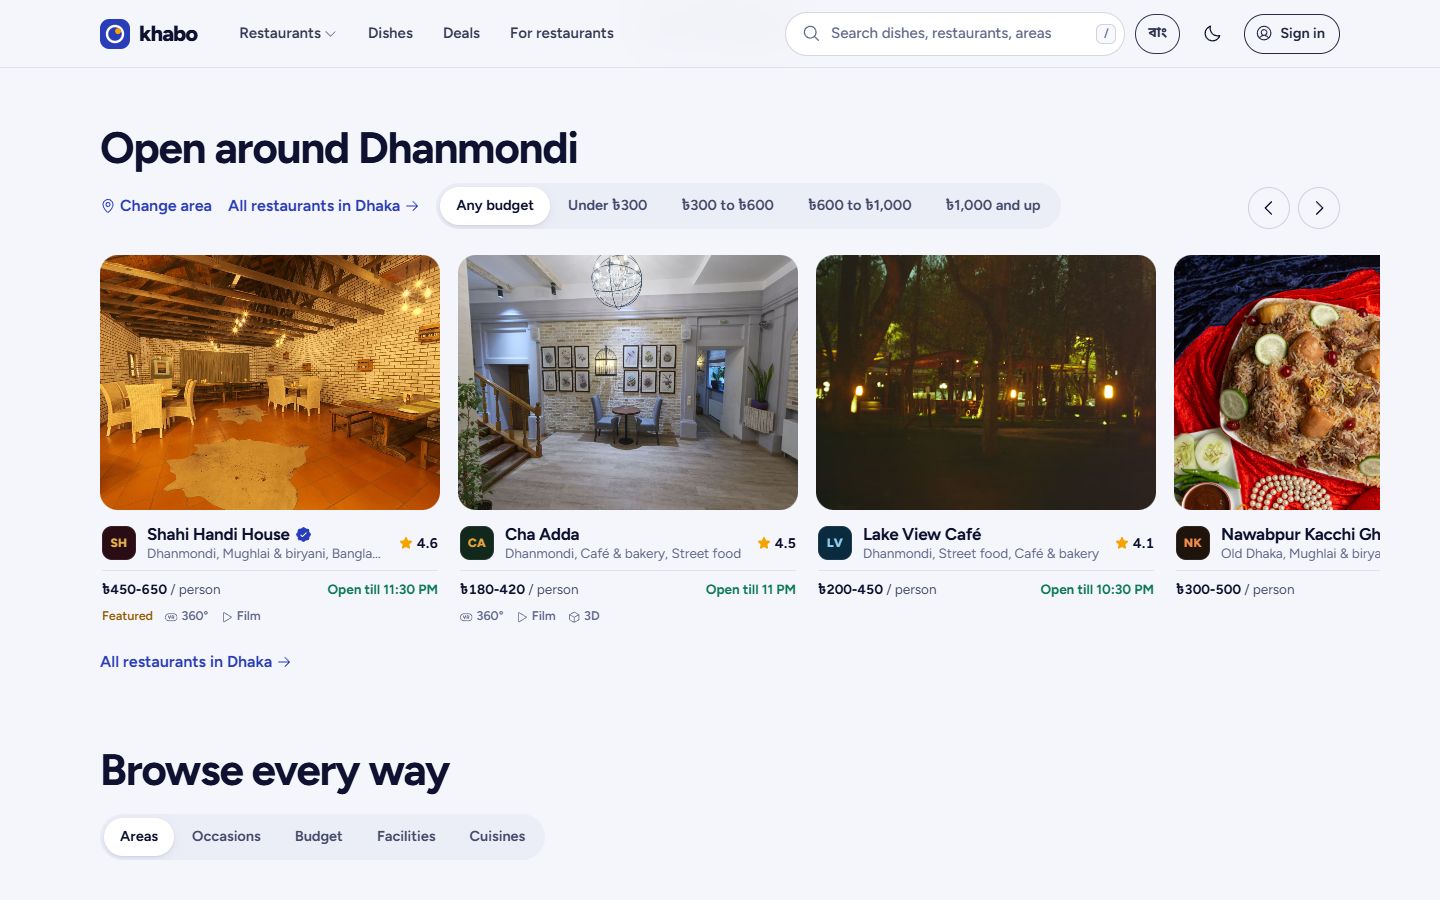 khabo
Restaurants
Dishes
Deals
For restaurants
Search dishes, restaurants, areas
/
বাং
Sign in
Open around Dhanmondi
Change area
All restaurants in Dhaka →
Any budget
Under ৳300
৳300 to ৳600
৳600 to ৳1,000
৳1,000 and up
SH
Shahi Handi House
4.6
Dhanmondi, Mughlai & biryani, Bangla...
৳450-650 / person
Open till 11:30 PM
Featured
360°
Film
CA
Cha Adda
4.5
Dhanmondi, Café & bakery, Street food
৳180-420 / person
Open till 11 PM
360°
Film
3D
LV
Lake View Café
4.1
Dhanmondi, Street food, Café & bakery
৳200-450 / person
Open till 10:30 PM
NK
Nawabpur Kacchi Gh
Old Dhaka, Mughlai & birya
৳300-500 / person
All restaurants in Dhaka →
Browse every way
Areas
Occasions
Budget
Facilities
Cuisines